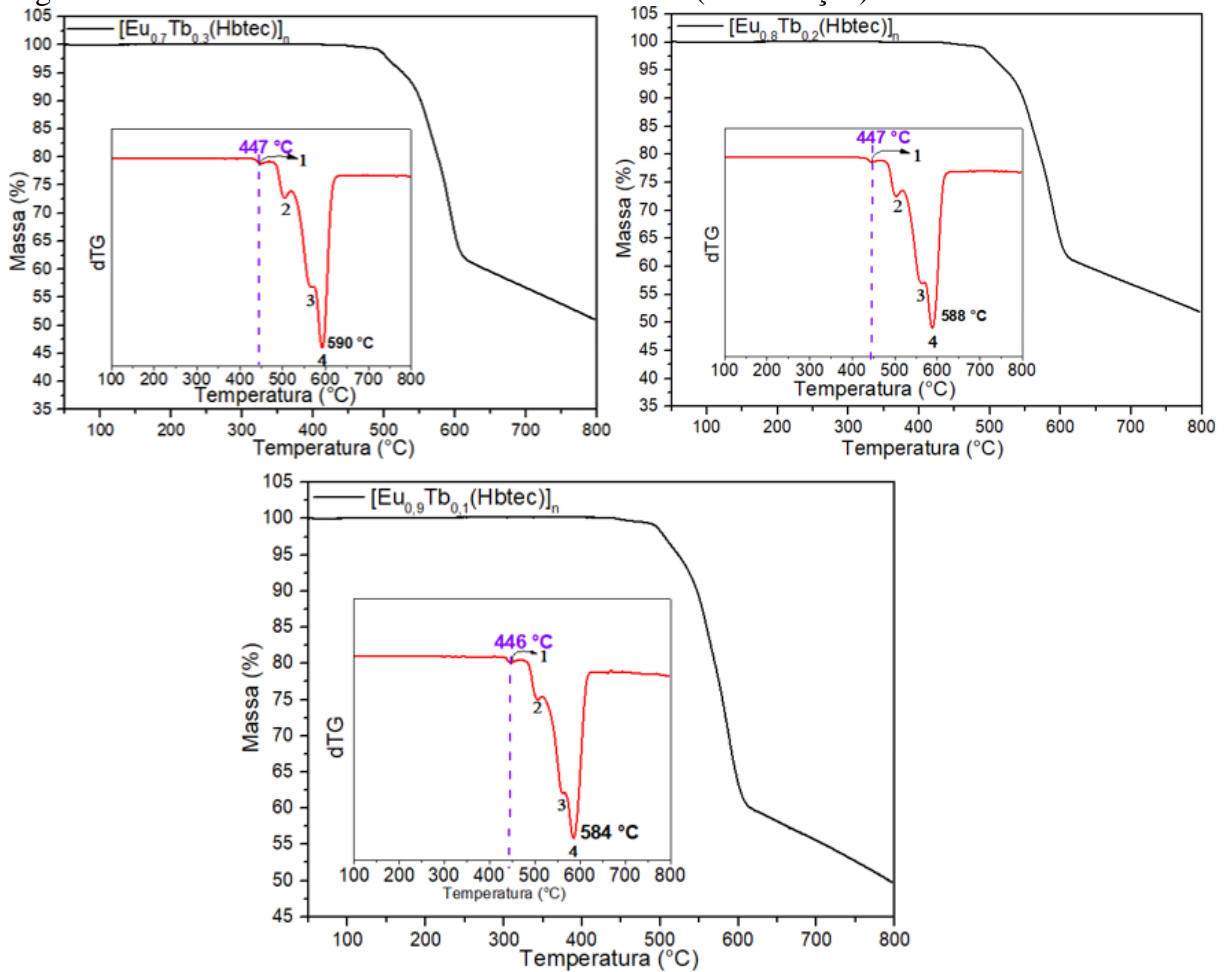 [Eu0.7Tb0.3(Hbtec)]n
105
100
95
90
85
80
75
70
65
60
55
50
45
40
35
Massa (%)
447 °C
1
2
3
590 °C
4
dTG
100 200 300 400 500 600 700 800
Temperatura (°C)
100 200 300 400 500 600 700 800
Temperatura (°C)
[Eu0.8Tb0.2(Hbtec)]n
105
100
95
90
85
80
75
70
65
60
55
50
45
40
35
Massa (%)
447 °C
1
2
3
588 °C
4
dTG
100 200 300 400 500 600 700 800
Temperatura (°C)
100 200 300 400 500 600 700 800
Temperatura (°C)
[Eu0,9Tb0,1(Hbtec)]n
105
100
95
90
85
80
75
70
65
60
55
50
45
Massa (%)
446 °C
1
2
3
584 °C
4
dTG
100 200 300 400 500 600 700 800
Temperatura (°C)
100 200 300 400 500 600 700 800
Temperatura (°C)